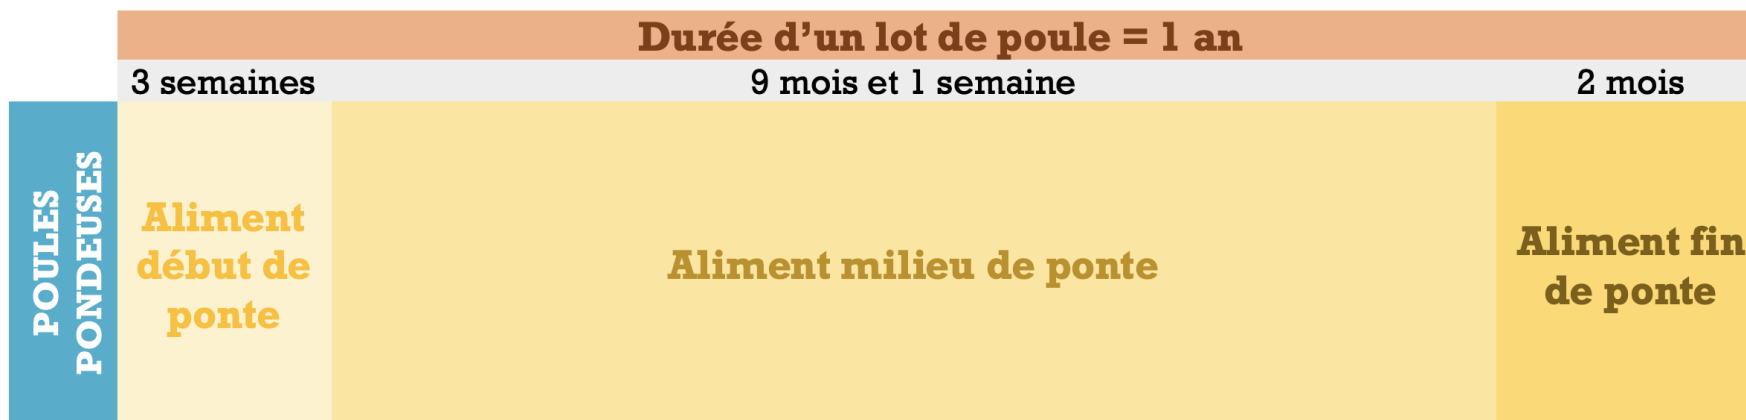 Durée d'un lot de poule = 1 an
3 semaines
9 mois et 1 semaine
2 mois
POULES
PONDEUSES
Aliment
début de
ponte
Aliment milieu de ponte
Aliment fin
de ponte